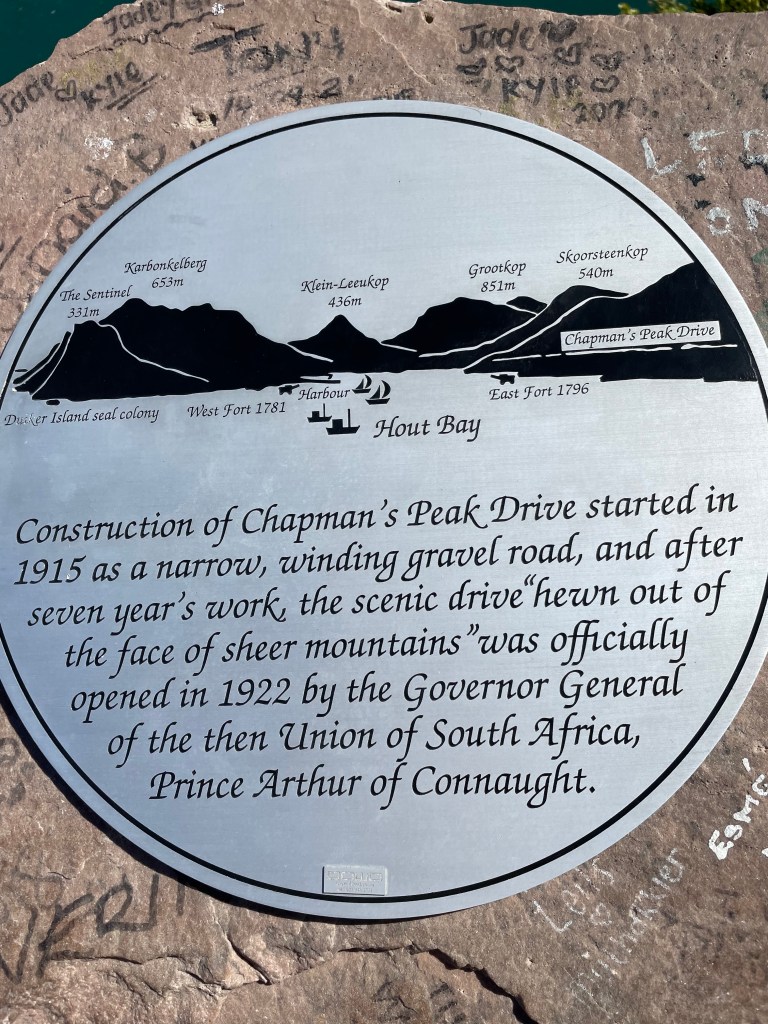 Jade
Tony
Jade
Jade
Kyle
Kyle
2020
Karbonkelberg
653m
The Sentinel
331m
Klein-Leeukop
436m
Grootkop
851m
Skoorsteenkop
540m
Chapman's Peak Drive
Duiker Island seal colony
West Fort 1781
Harbour
East Fort 1796
Hout Bay
Construction of Chapman's Peak Drive started in
1915 as a narrow, winding gravel road, and after
seven year's work, the scenic drive“hewn out of
the face of sheer mountains”was officially
opened in 1922 by the Governor General
of the then Union of South Africa,
Prince Arthur of Connaught.
Esmé